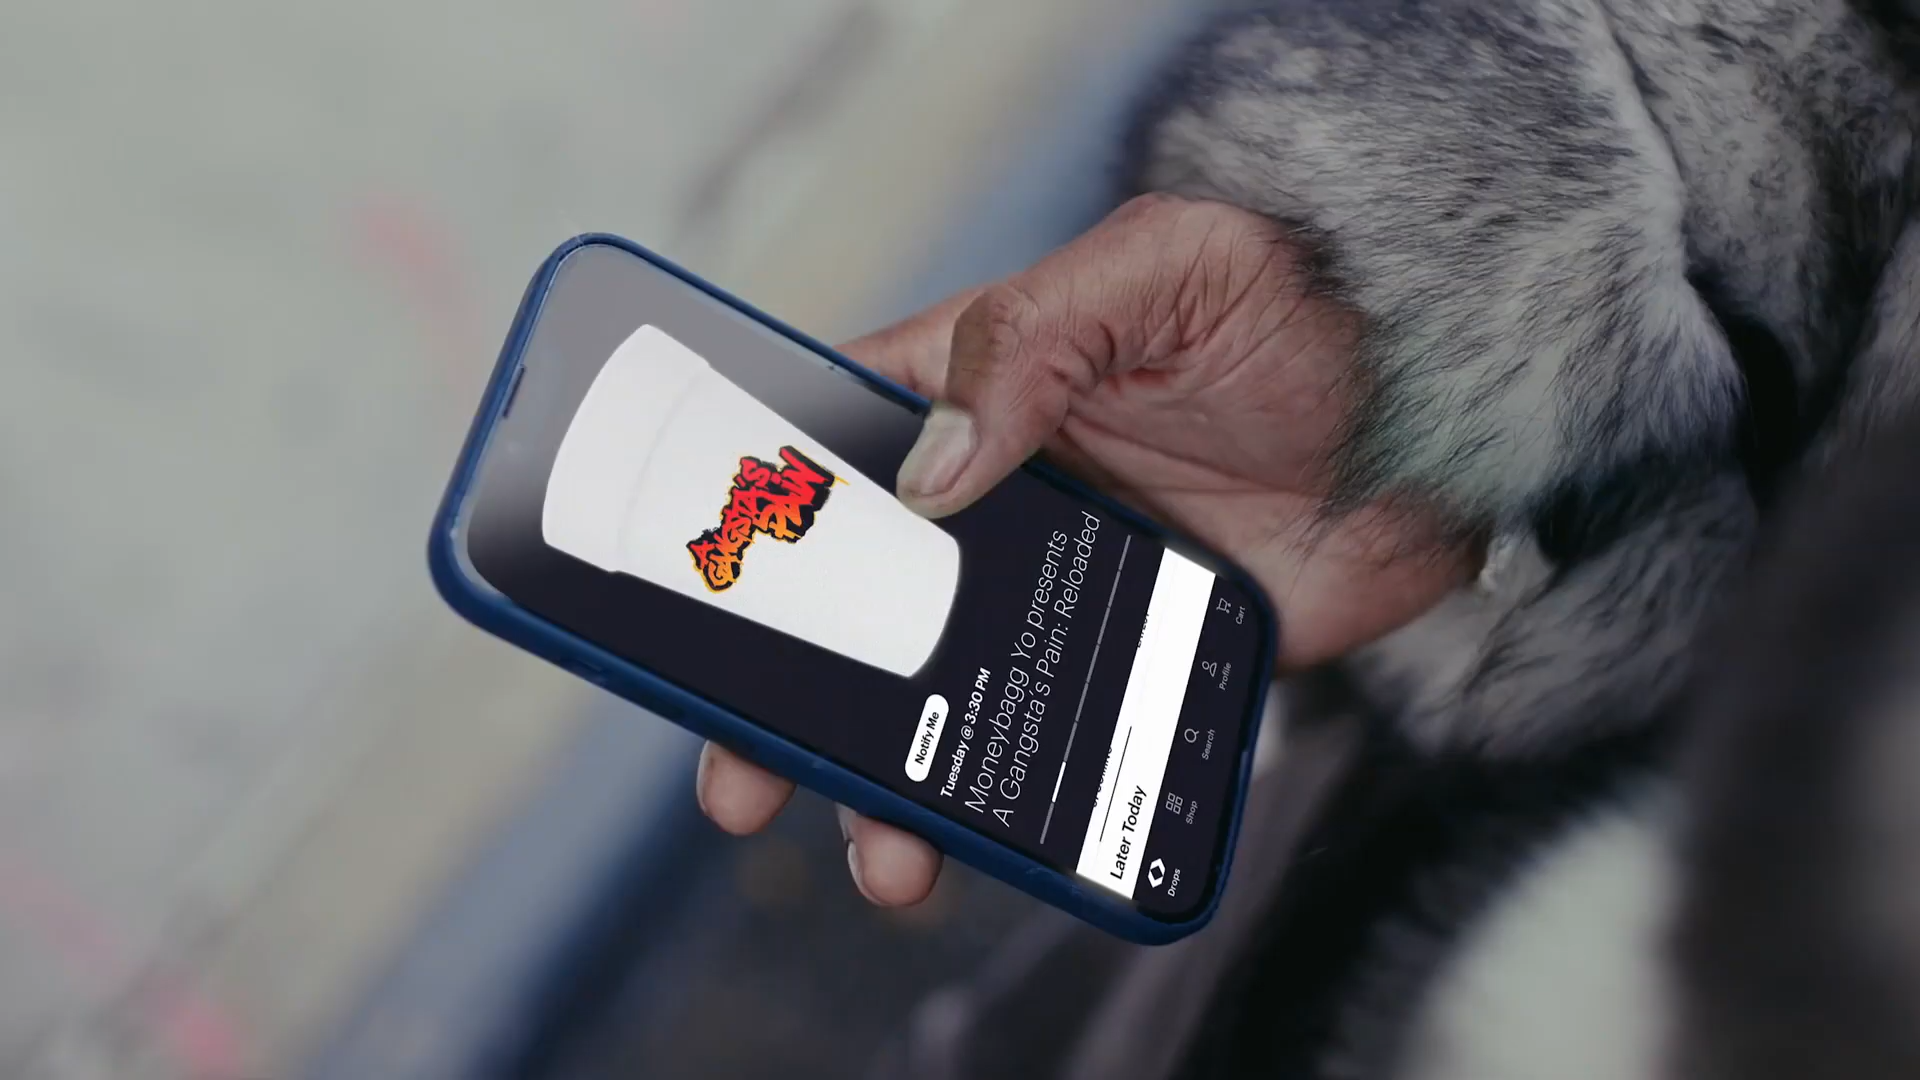 A
GANGSTA'S
PAIN
Notify Me
Tuesday @ 3:30 PM
Moneybagg Yo presents
A Gangsta's Pain: Reloaded
Later Today
Drops
Shop
Search
Profile
Cart